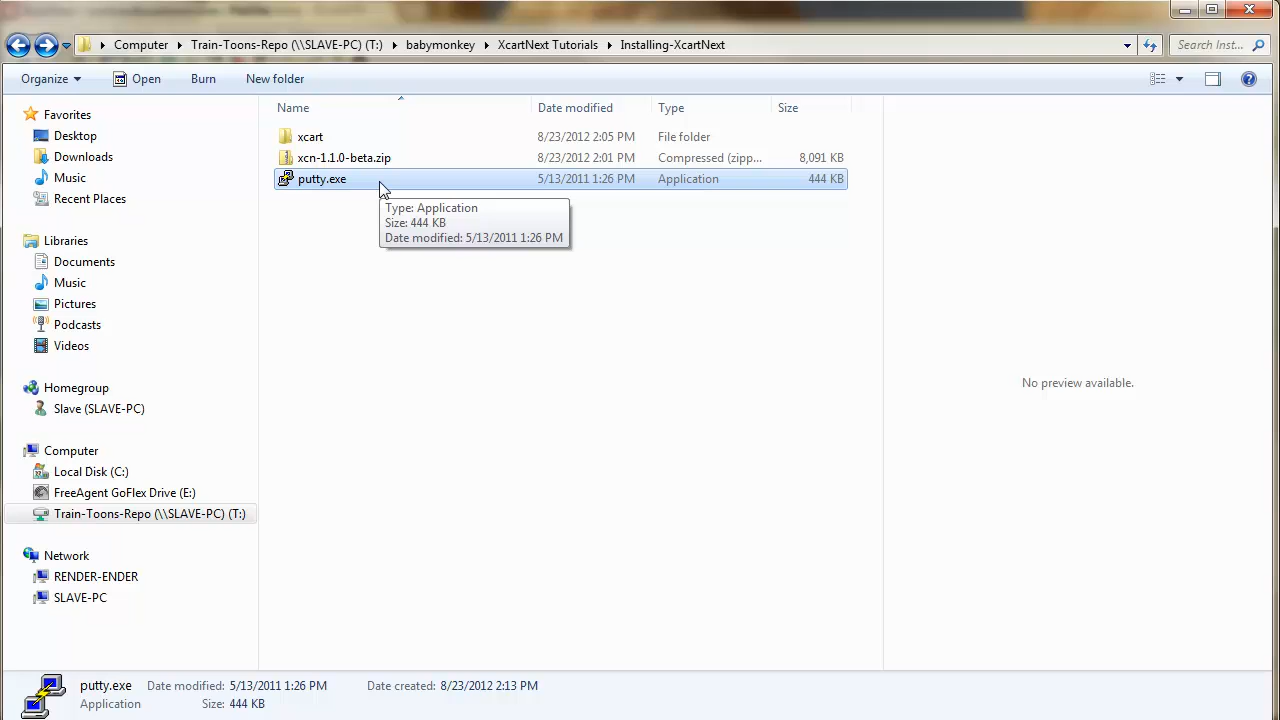 Computer Train-Toons-Repo (\\SLAVE-PC) (T:) babymonkey XcartNext Tutorials Installing-XcartNext Search Inst...
Organize Open Burn New folder
Name Date modified Type Size
xcart 8/23/2012 2:05 PM File folder
xcn-1.1.0-beta.zip 8/23/2012 2:01 PM Compressed (zipp... 8,091 KB
putty.exe 5/13/2011 1:26 PM Application 444 KB
Type: Application
Size: 444 KB
Date modified: 5/13/2011 1:26 PM
Favorites
Desktop
Downloads
Music
Recent Places
Libraries
Documents
Music
Pictures
Podcasts
Videos
Homegroup
Slave (SLAVE-PC)
Computer
Local Disk (C:)
FreeAgent GoFlex Drive (E:)
Train-Toons-Repo (\\SLAVE-PC) (T:)
Network
RENDER-ENDER
SLAVE-PC
No preview available.
putty.exe Date modified: 5/13/2011 1:26 PM Date created: 8/23/2012 2:13 PM
Application Size: 444 KB